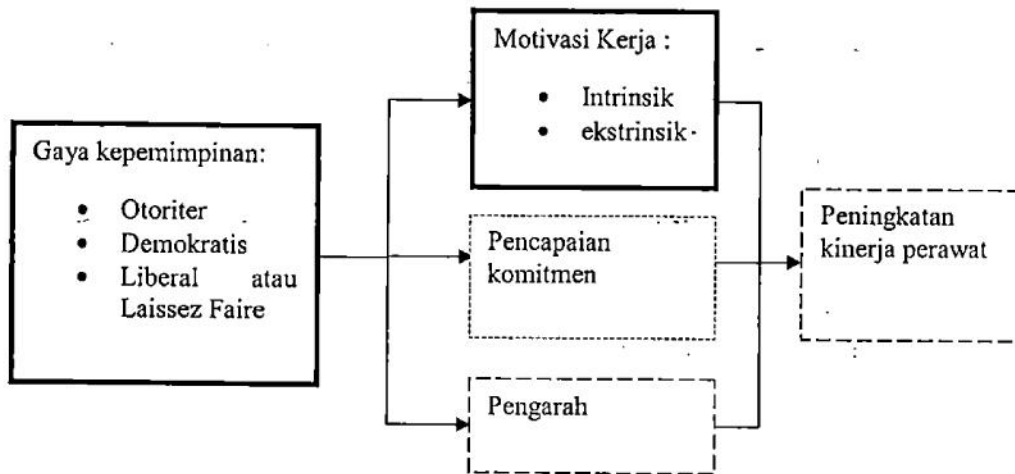 Gaya kepemimpinan:
• Otoriter
• Demokratis
• Liberal atau
Laissez Faire
Motivasi Kerja :
• Intrinsik
• ekstrinsik
Pencapaian
komitmen
Pengarah
Peningkatan
kinerja perawat